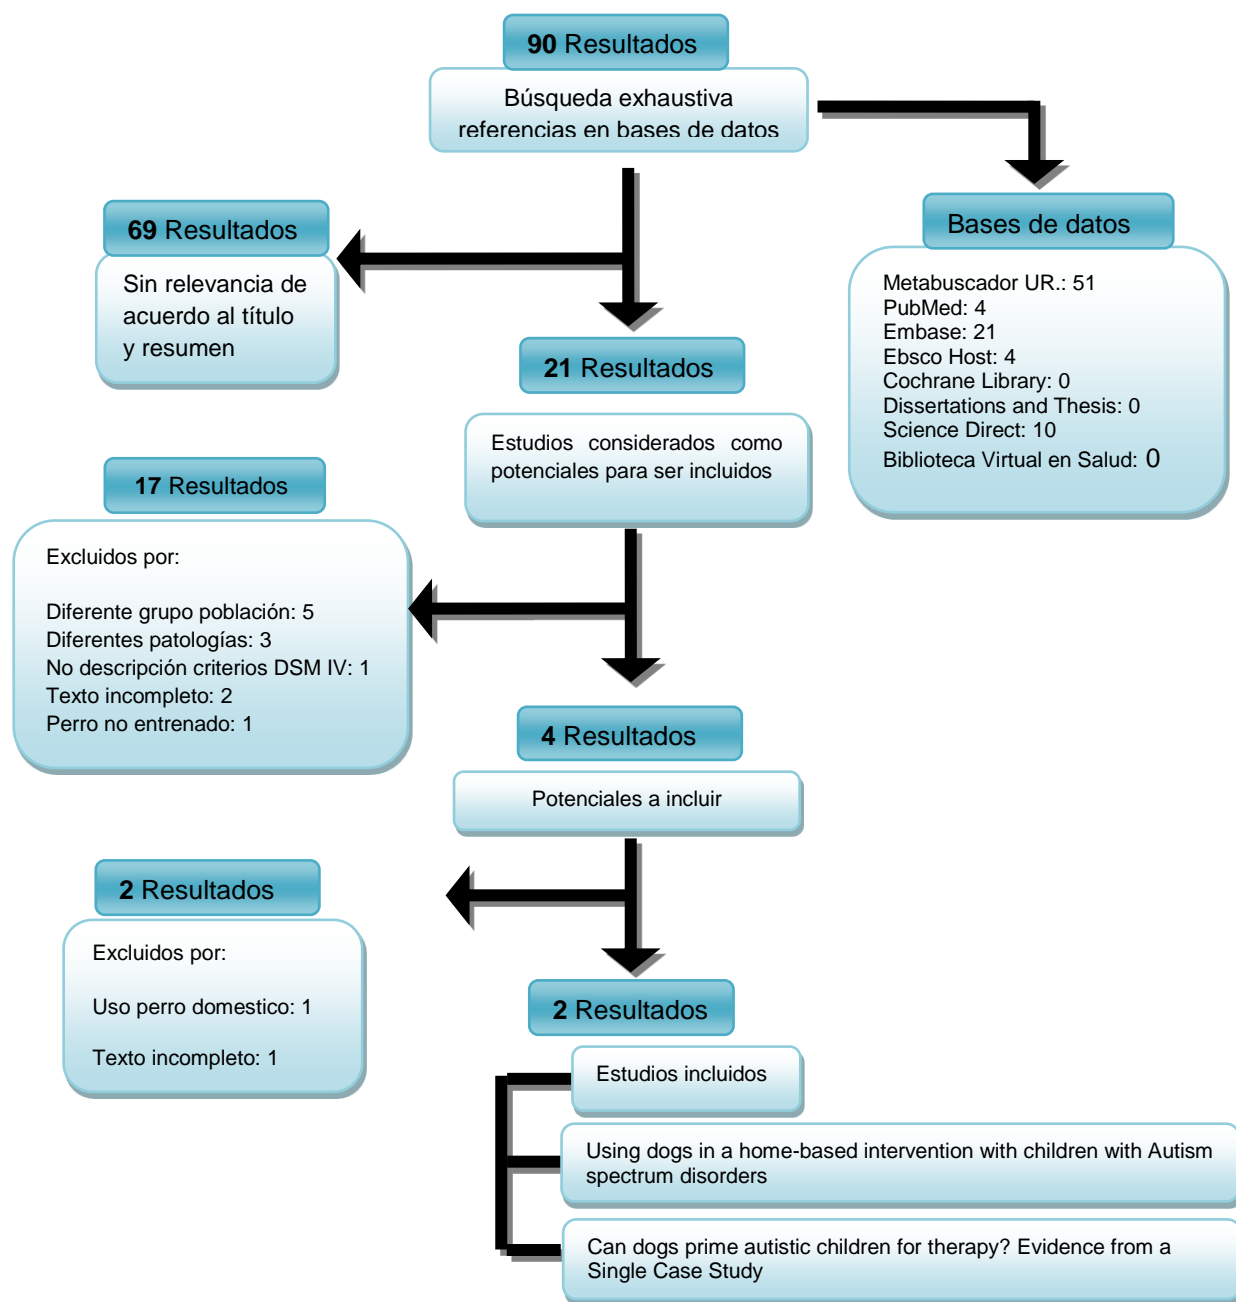 90 Resultados
Búsqueda exhaustiva
referencias en bases de datos
69 Resultados
Sin relevancia de
acuerdo al título
y resumen
Bases de datos
Metabuscador UR.: 51
PubMed: 4
Embase: 21
Ebsco Host: 4
Cochrane Library: 0
Dissertations and Thesis: 0
Science Direct: 10
Biblioteca Virtual en Salud: 0
21 Resultados
Estudios considerados como
potenciales para ser incluidos
17 Resultados
Excluidos por:
Diferente grupo población: 5
Diferentes patologías: 3
No descripción criterios DSM IV: 1
Texto incompleto: 2
Perro no entrenado: 1
4 Resultados
Potenciales a incluir
2 Resultados
Excluidos por:
Uso perro domestico: 1
Texto incompleto: 1
2 Resultados
Estudios incluidos
Using dogs in a home-based intervention with children with Autism
spectrum disorders
Can dogs prime autistic children for therapy? Evidence from a
Single Case Study